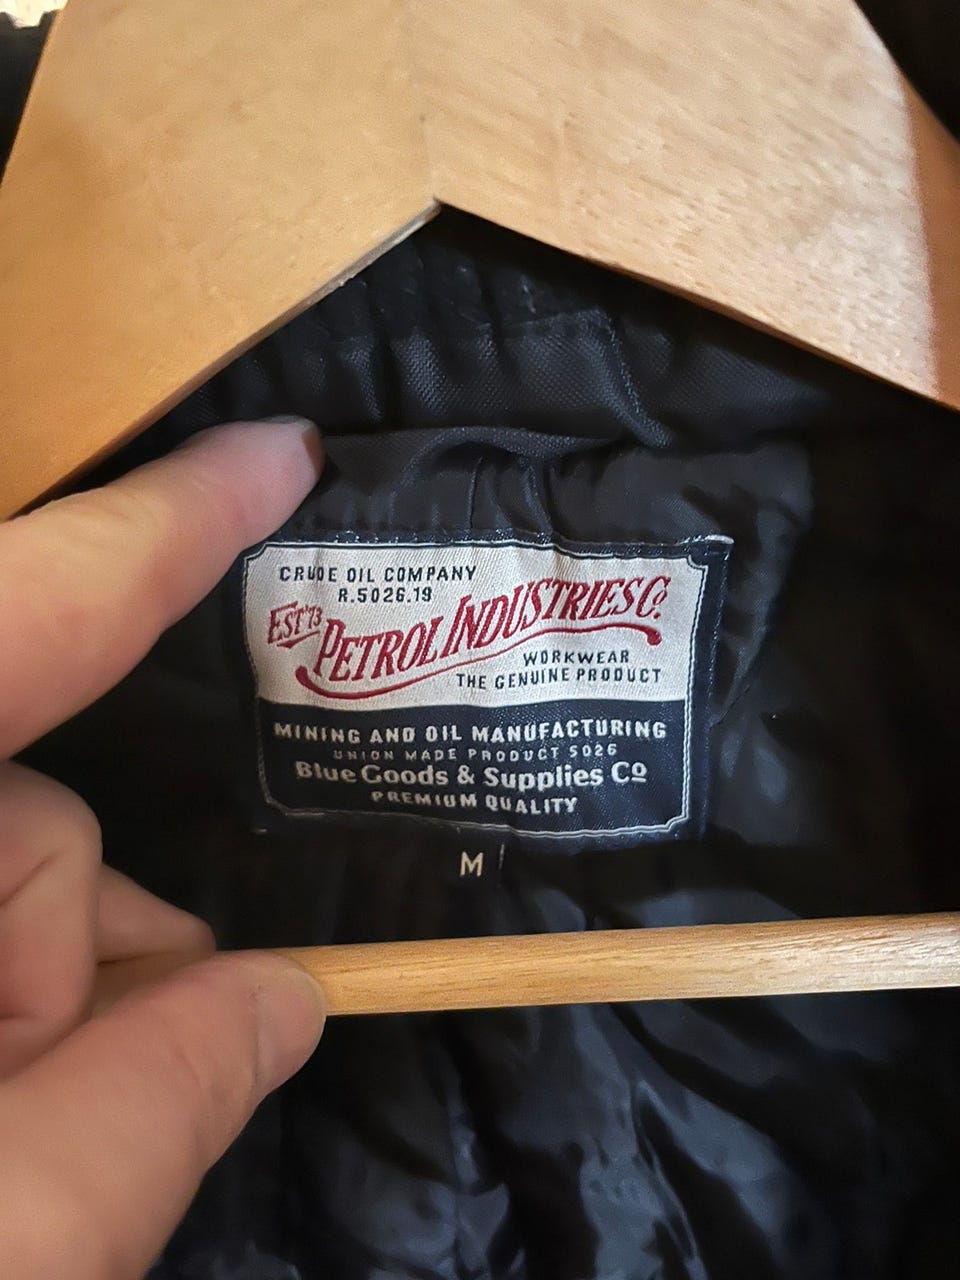 CRUDE OIL COMPANY
R.5026.19
EST'73 PETROL INDUSTRIES Co.
WORKWEAR
THE GENUINE PRODUCT
MINING AND OIL MANUFACTURING
UNION MADE PRODUCT 5026
Blue Goods & Supplies Cº
PREMIUM QUALITY
M